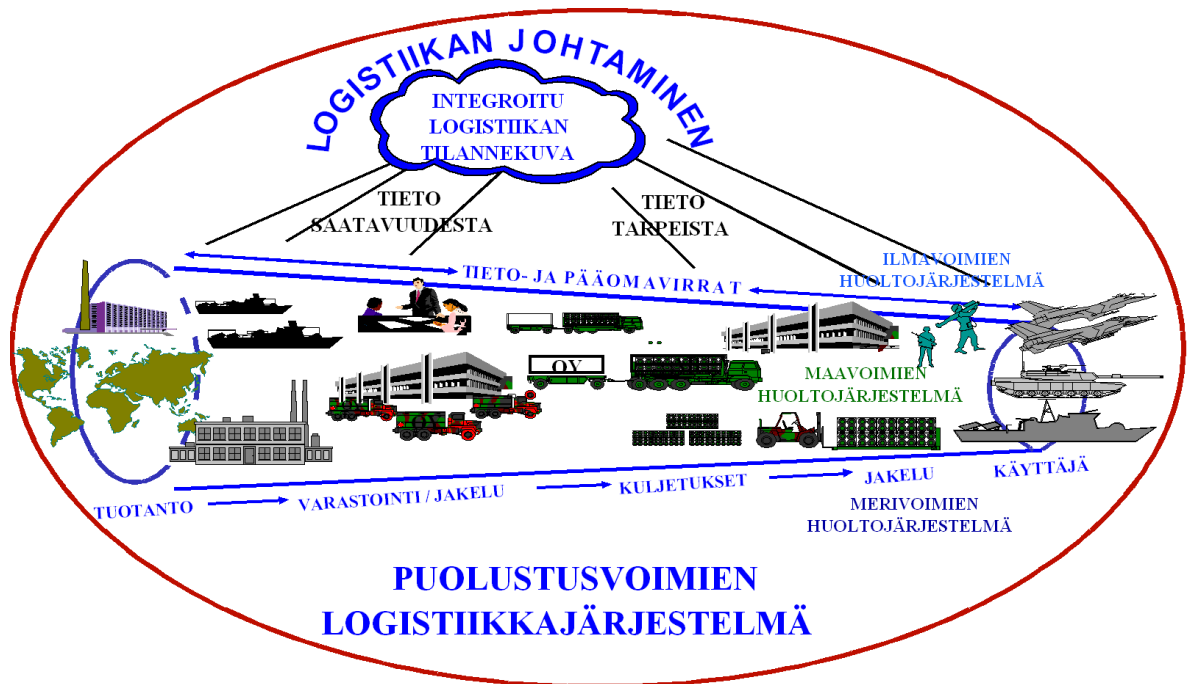 LOGISTIIKAN JOHTAMINEN
INTEGROITU
LOGISTIIKAN
TILANNEKUVA
TIETO
SAATAVUUDESTA
TIETO
TARPEISTA
TIETO- JA PÄÄOMAVIRRAT
ILMAVOIMIEN
HUOLTOJÄRJESTELMÄ
OY
MAAVOIMIEN
HUOLTOJÄRJESTELMÄ
TUOTANTO
VARASTOINTI / JAKELU
KULJETUKSET
JAKELU
KÄYTTÄJÄ
MERIVOIMIEN
HUOLTOJÄRJESTELMÄ
PUOLUSTUSVOIMIEN
LOGISTIIKKAJÄRJESTELMÄ